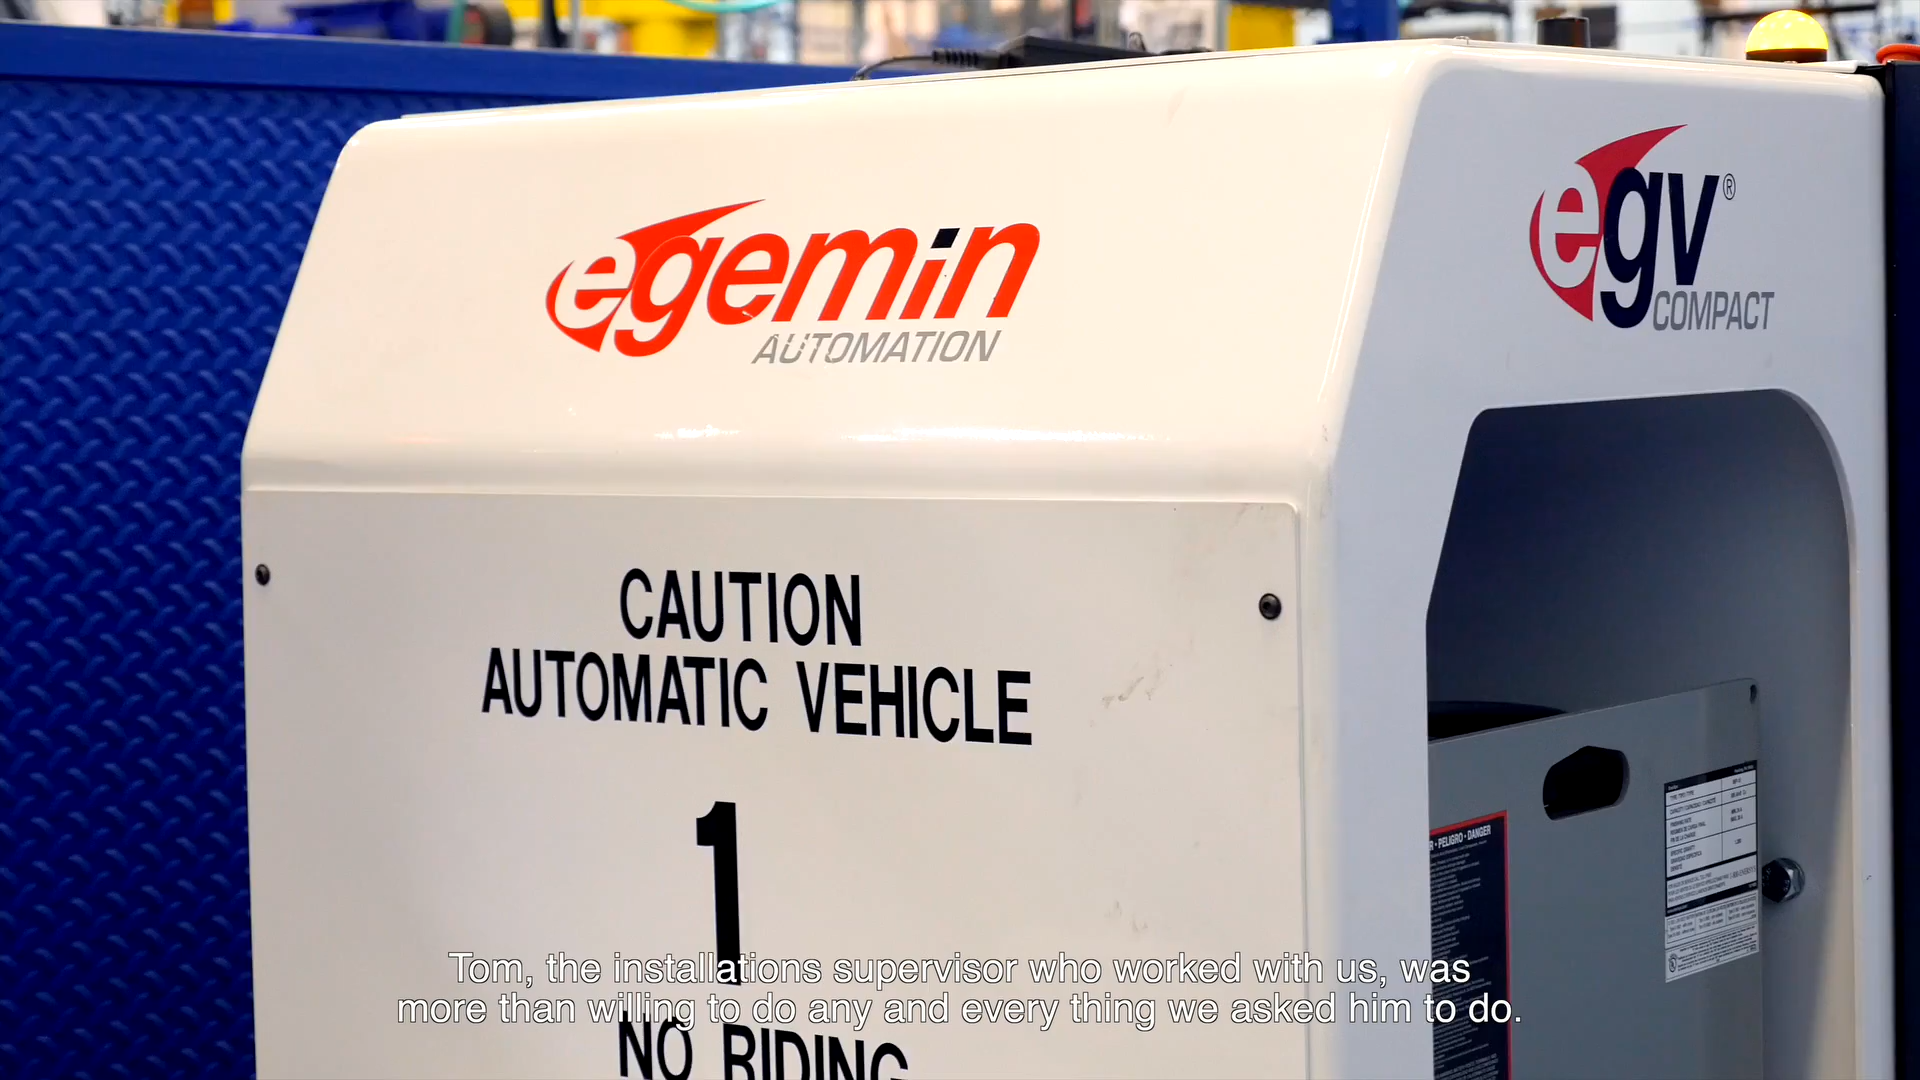 egemin
AUTOMATION
egv®
COMPACT
CAUTION
AUTOMATIC VEHICLE
1
NO RIDING
R • PELIGRO • DANGER
Tom, the installations supervisor who worked with us, was
more than willing to do any and every thing we asked him to do.